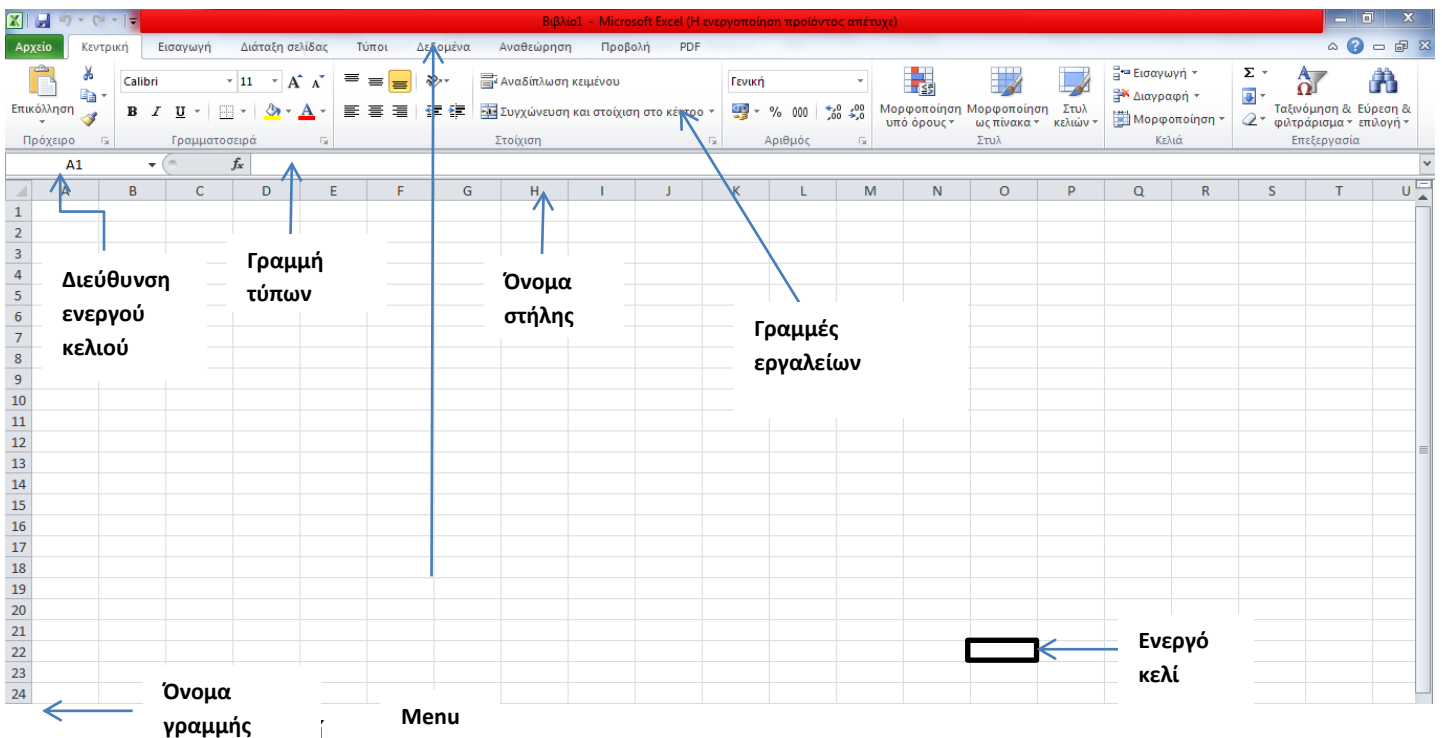 Βιβλίο1 - Microsoft Excel (Η ενεργοποίηση προϊόντος απέτυχε)
Αρχείο Κεντρική Εισαγωγή Διάταξη σελίδας Τύποι Δεδομένα Αναθεώρηση Προβολή PDF
Calibri 11 Αναδίπλωση κειμένου Γενική Εισαγωγή Σ
Επικόλληση B I U A Συγχώνευση και στοίχιση στο κέντρο % 000 Μορφοποίηση υπό όρους Μορφοποίηση ως πίνακα Στυλ κελιών Διαγραφή Μορφοποίηση Ταξινόμηση & φιλτράρισμα Εύρεση & επιλογή
Πρόχειρο Γραμματοσειρά Στοίχιση Αριθμός Στυλ Κελιά Επεξεργασία
A1 fx
A B C D E F G H I J K L M N O P Q R S T U
1
2
3
4
5
6
7
8
9
10
11
12
13
14
15
16
17
18
19
20
21
22
23
24
Διεύθυνση
ενεργού
κελιού
Γραμμή
τύπων
Όνομα
στήλης
Γραμμές
εργαλείων
Ενεργό
κελί
Όνομα
γραμμής
Menu